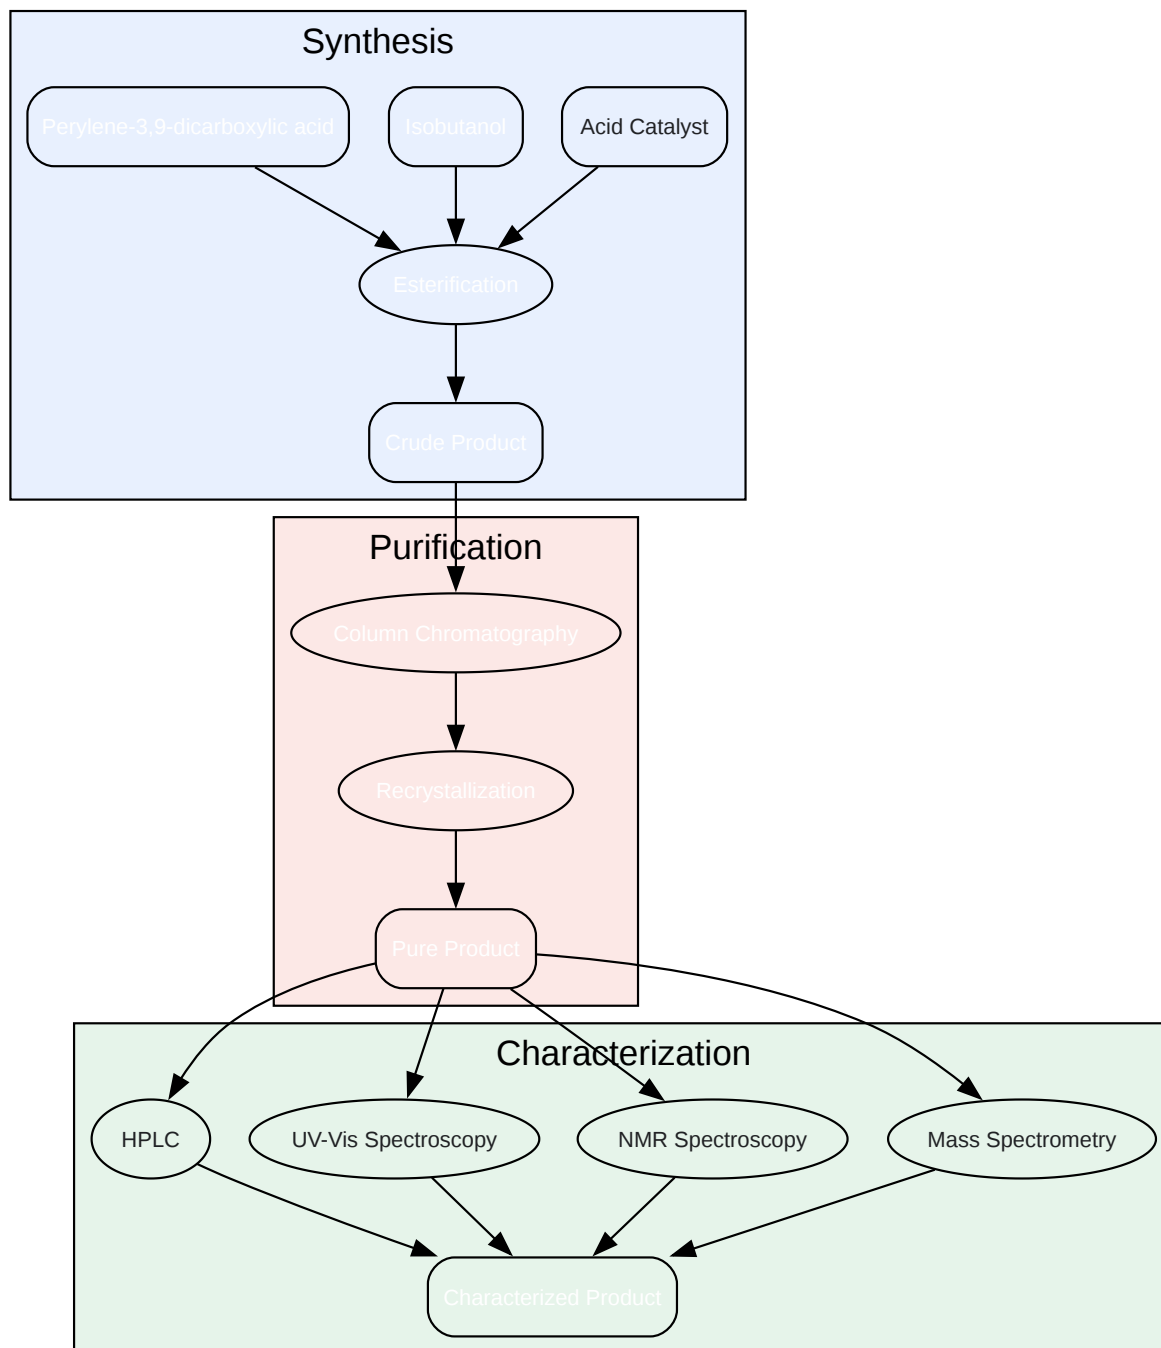 Synthesis
Perylene-3,9-dicarboxylic acid
Isobutanol
Acid Catalyst
Esterification
Crude Product
Purification
Column Chromatography
Recrystallization
Pure Product
Characterization
HPLC
UV-Vis Spectroscopy
NMR Spectroscopy
Mass Spectrometry
Characterized Product